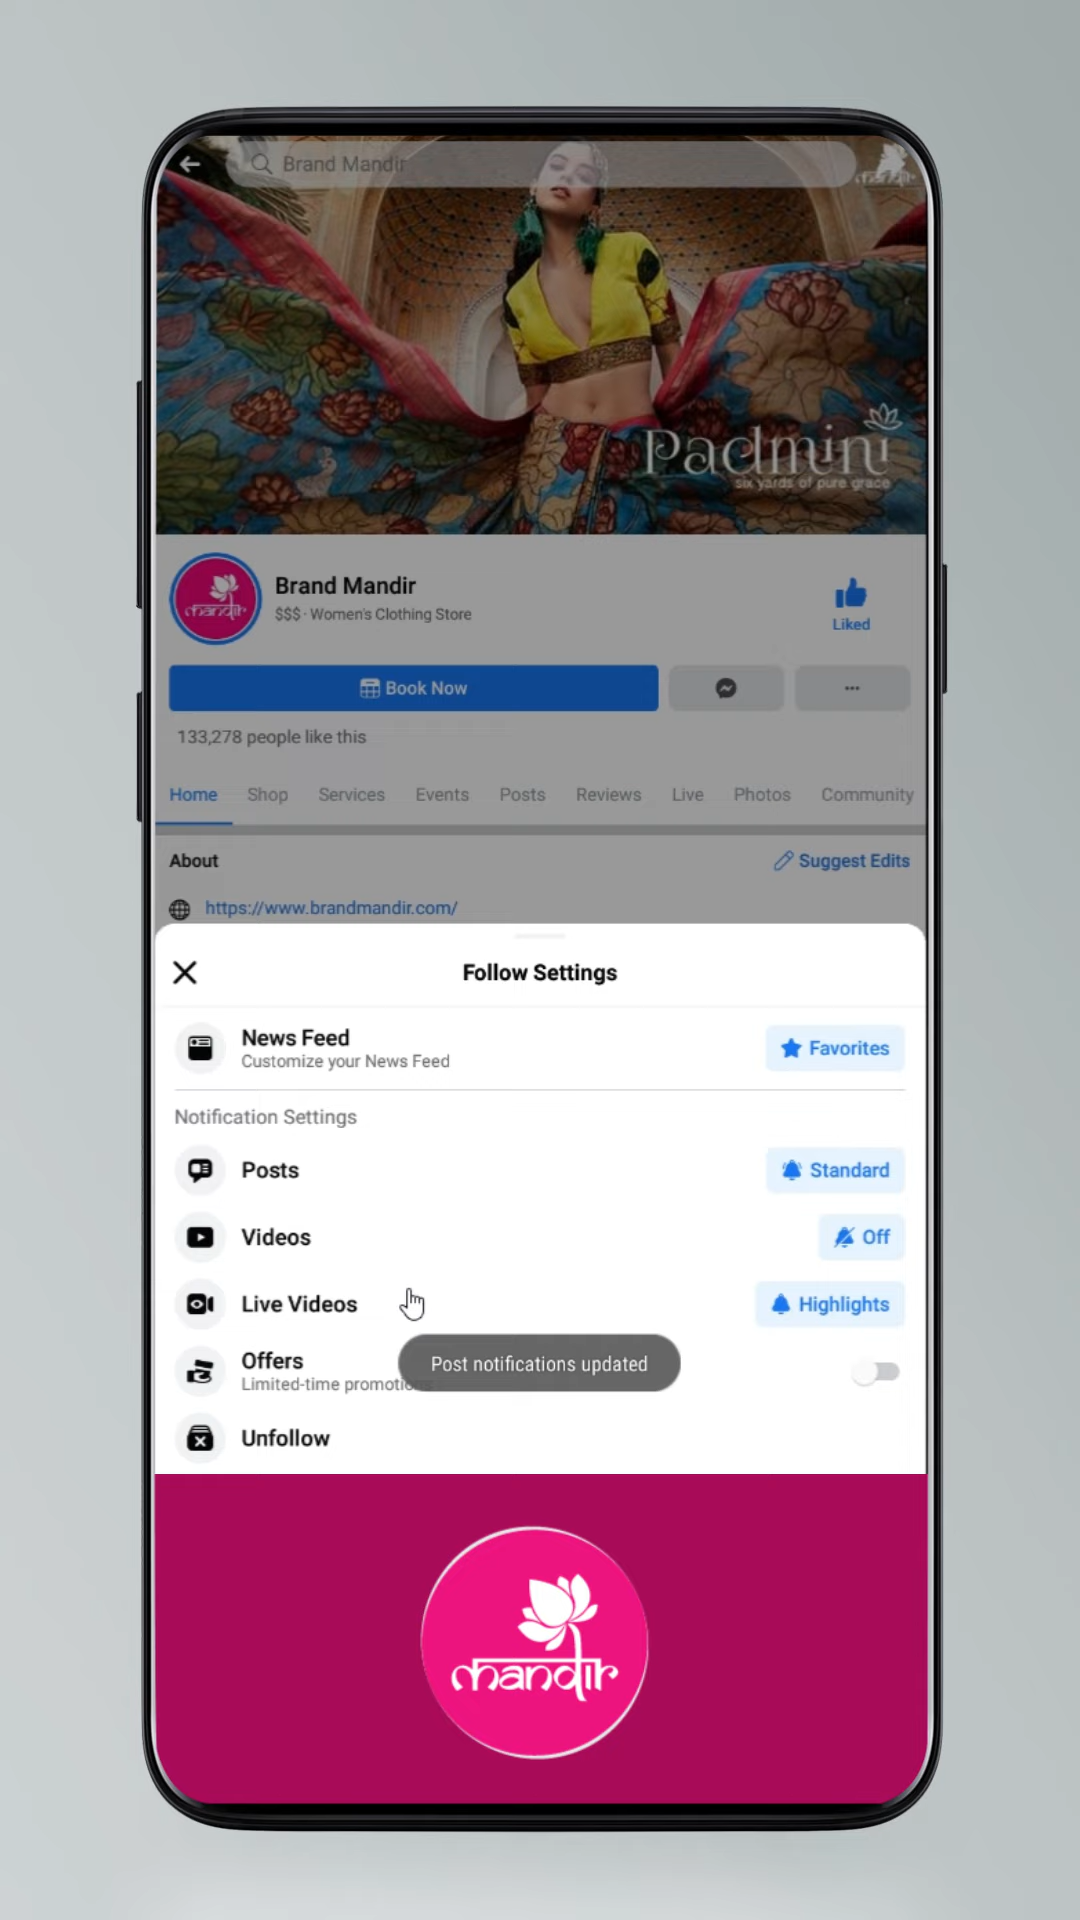 Brand Mandir
mandir
Padmini
six yards of pure grace
mandir
Brand Mandir
$$$ · Women's Clothing Store
Liked
Book Now
133,278 people like this
Home Shop Services Events Posts Reviews Live Photos Community
About
Suggest Edits
https://www.brandmandir.com/
Follow Settings
News Feed
Customize your News Feed
Favorites
Notification Settings
Posts
Standard
Videos
Off
Live Videos
Highlights
Offers
Limited-time promotions
Post notifications updated
Unfollow
mandir